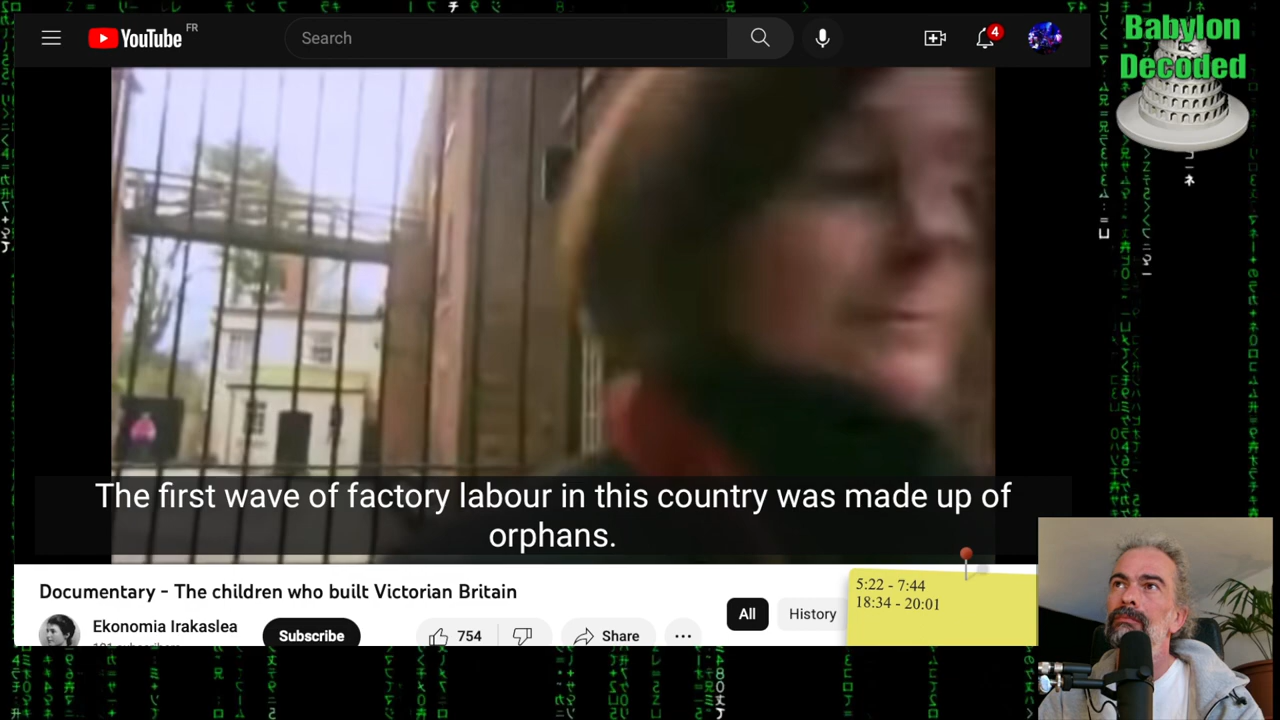 YouTube FR
Search
4
Babylon
Decoded
The first wave of factory labour in this country was made up of
orphans.
Documentary - The children who built Victorian Britain
Ekonomia Irakaslea
Subscribe
754
Share
All
History
5:22 - 7:44
18:34 - 20:01